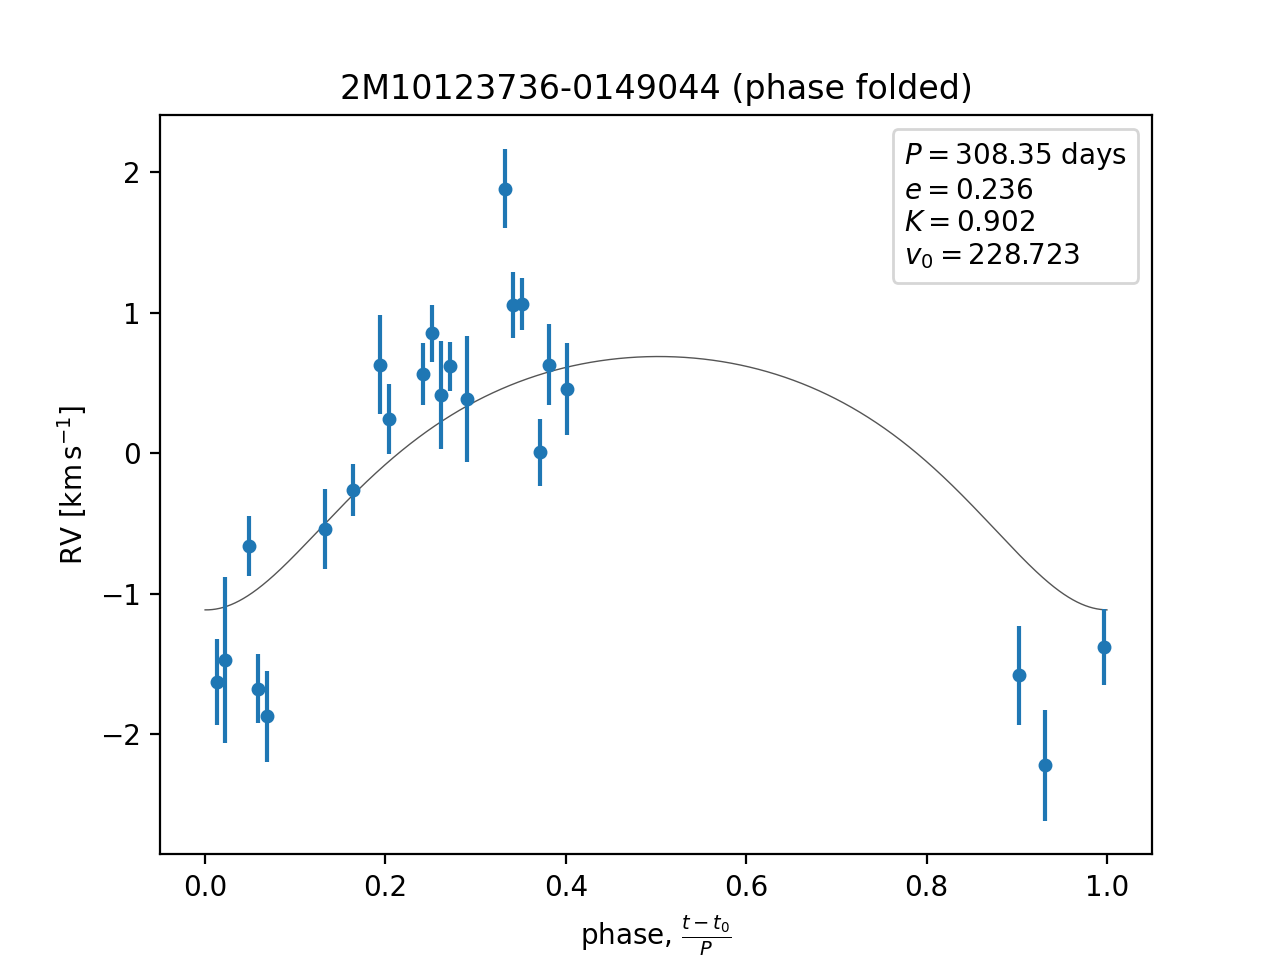 2M10123736-0149044 (phase folded)
P = 308.35 days
e = 0.236
K = 0.902
v₀ = 228.723
RV [km s⁻¹]
2
1
0
−1
−2
0.0 0.2 0.4 0.6 0.8 1.0
phase, (t − t₀)/P